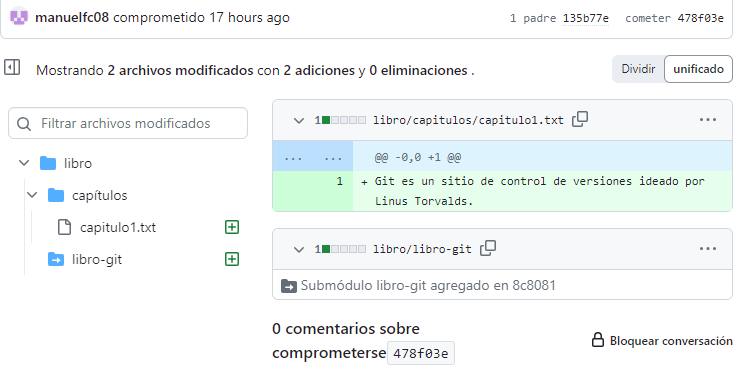 manuelfc08 comprometido 17 hours ago
1 padre 135b77e cometer 478f03e
Mostrando 2 archivos modificados con 2 adiciones y 0 eliminaciones .
Dividir unificado
Filtrar archivos modificados
libro
capítulos
capitulo1.txt
libro-git
1 libro/capitulos/capitulo1.txt ...
... ... @@ -0,0 +1 @@
1 + Git es un sitio de control de versiones ideado por
Linus Torvalds.
1 libro/libro-git ...
Submódulo libro-git agregado en 8c8081
0 comentarios sobre
comprometerse 478f03e
Bloquear conversación